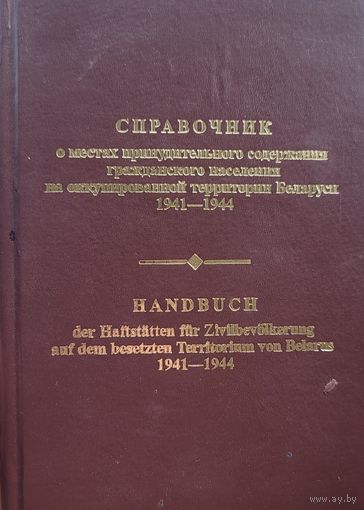 СПРАВОЧНИК
о местах принудительного содержания
гражданского населения
на оккупированной территории Беларуси
1941—1944
HANDBUCH
der Haftstätten für Zivilbevölkerung
auf dem besetzten Territorium von Belarus
1941—1944
www.ay.by